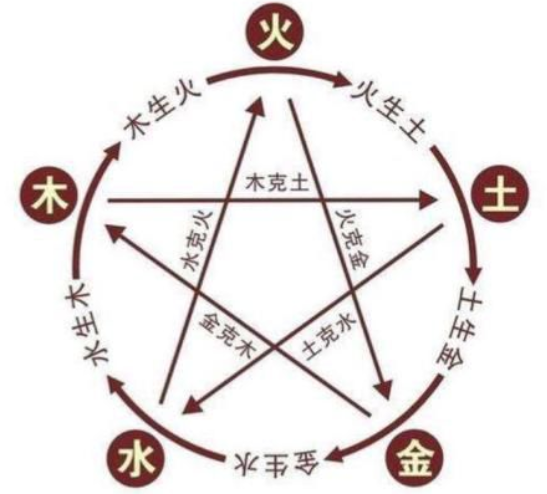 火
木生火
火生土
木
木克土
土
水克火
火克金
水生木
金克木
土克水
土生金
水
金生水
金